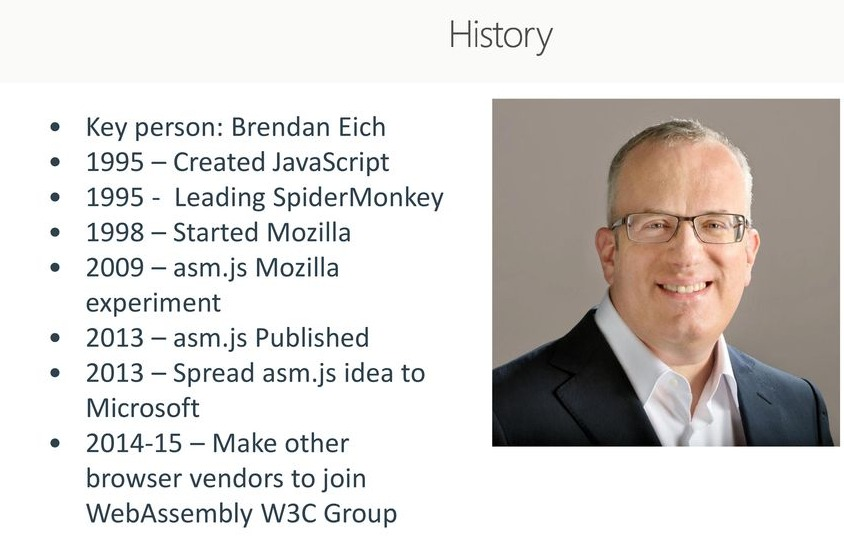 History
• Key person: Brendan Eich
• 1995 – Created JavaScript
• 1995 -  Leading SpiderMonkey
• 1998 – Started Mozilla
• 2009 – asm.js Mozilla
experiment
• 2013 – asm.js Published
• 2013 – Spread asm.js idea to
Microsoft
• 2014-15 – Make other
browser vendors to join
WebAssembly W3C Group